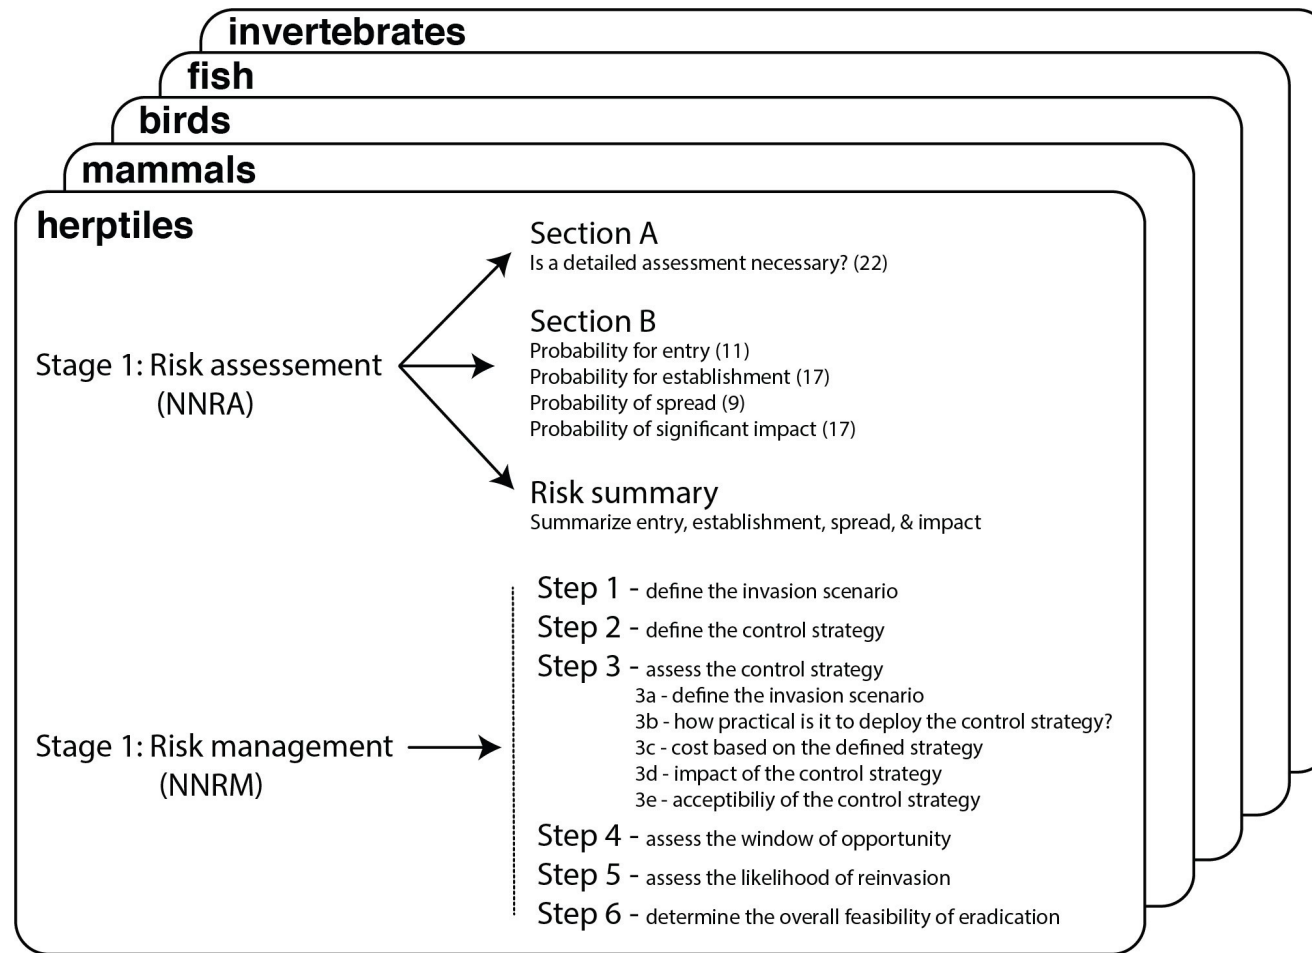 invertebrates
fish
birds
mammals
herptiles
Stage 1: Risk assessement
(NNRA)
Section A
Is a detailed assessment necessary? (22)
Section B
Probability for entry (11)
Probability for establishment (17)
Probability of spread (9)
Probability of significant impact (17)
Risk summary
Summarize entry, establishment, spread, & impact
Stage 1: Risk management
(NNRM)
Step 1 - define the invasion scenario
Step 2 - define the control strategy
Step 3 - assess the control strategy
3a - define the invasion scenario
3b - how practical is it to deploy the control strategy?
3c - cost based on the defined strategy
3d - impact of the control strategy
3e - acceptibiliy of the control strategy
Step 4 - assess the window of opportunity
Step 5 - assess the likelihood of reinvasion
Step 6 - determine the overall feasibility of eradication